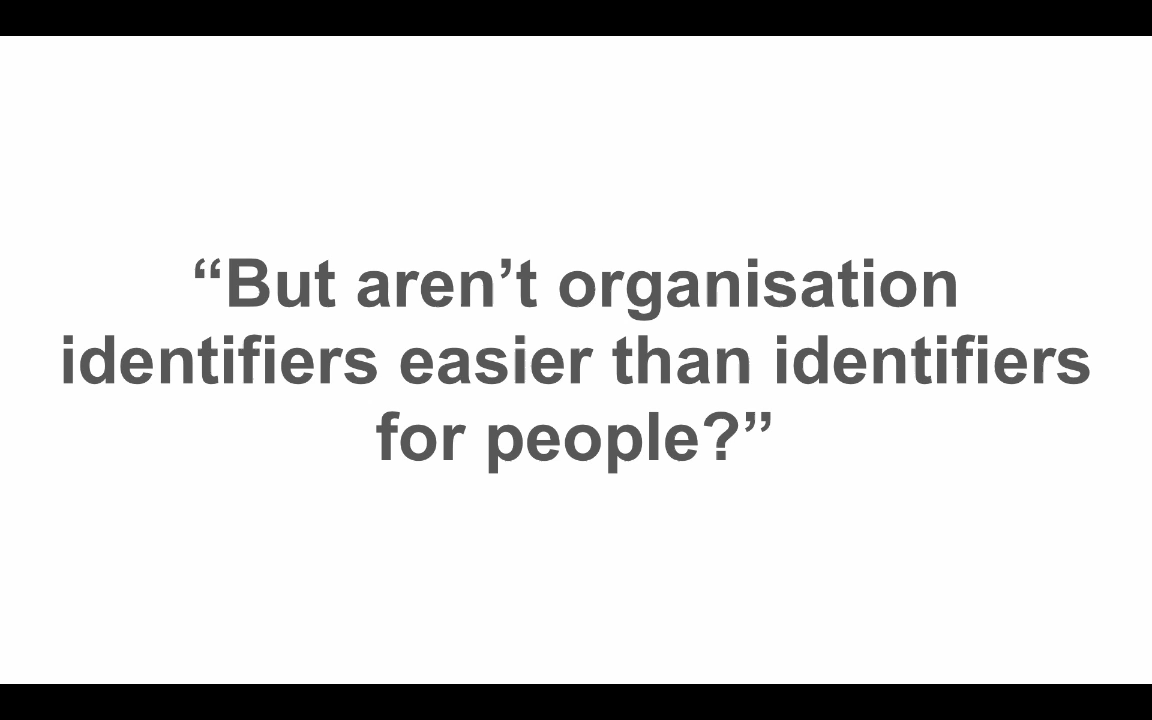 “But aren’t organisation
identifiers easier than identifiers
for people?”